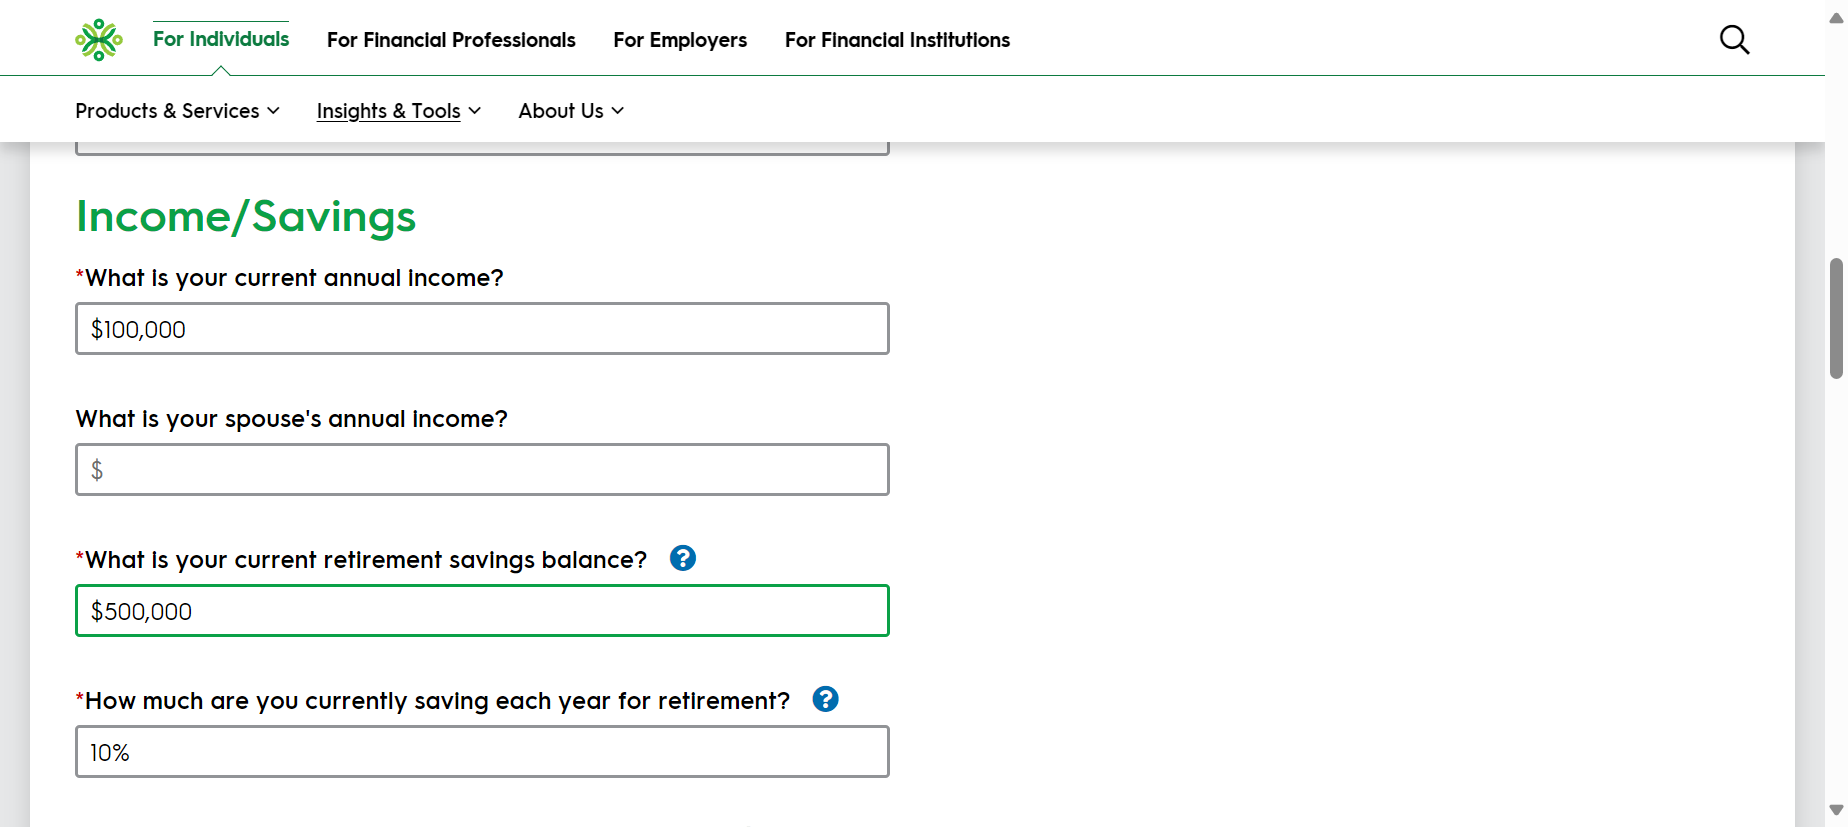 For Individuals For Financial Professionals For Employers For Financial Institutions
Products & Services Insights & Tools About Us
Income/Savings
*What is your current annual income?
$100,000
What is your spouse's annual income?
$
*What is your current retirement savings balance? ?
$500,000
*How much are you currently saving each year for retirement? ?
10%